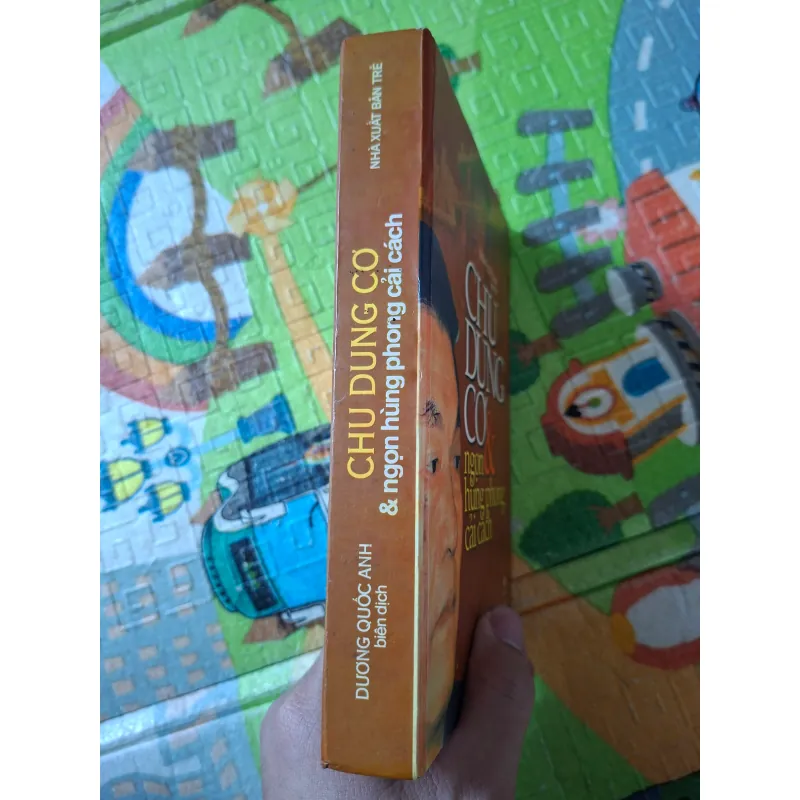 NHÀ XUẤT BẢN TRẺ
CHU DUNG CƠ
& ngọn hùng phong cải cách
DƯƠNG QUỐC ANH
biên dịch
CHU
DUNG
CƠ &
ngọn
hùng phong
cải cách